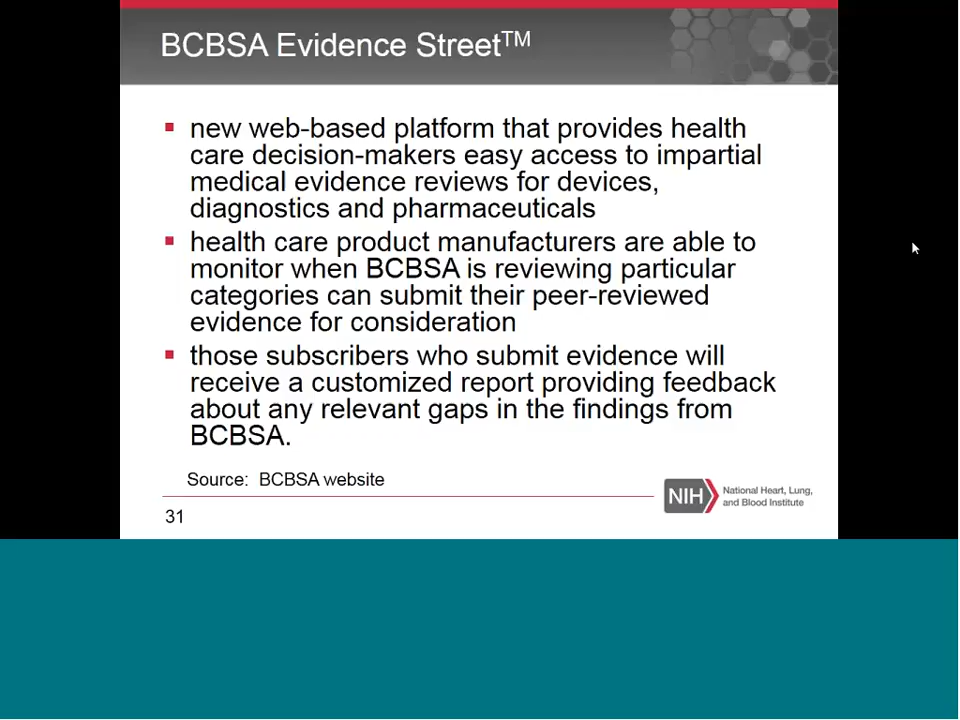 BCBSA Evidence Street™
▪ new web-based platform that provides health
care decision-makers easy access to impartial
medical evidence reviews for devices,
diagnostics and pharmaceuticals
▪ health care product manufacturers are able to
monitor when BCBSA is reviewing particular
categories can submit their peer-reviewed
evidence for consideration
▪ those subscribers who submit evidence will
receive a customized report providing feedback
about any relevant gaps in the findings from
BCBSA.
Source: BCBSA website
31
NIH
National Heart, Lung,
and Blood Institute